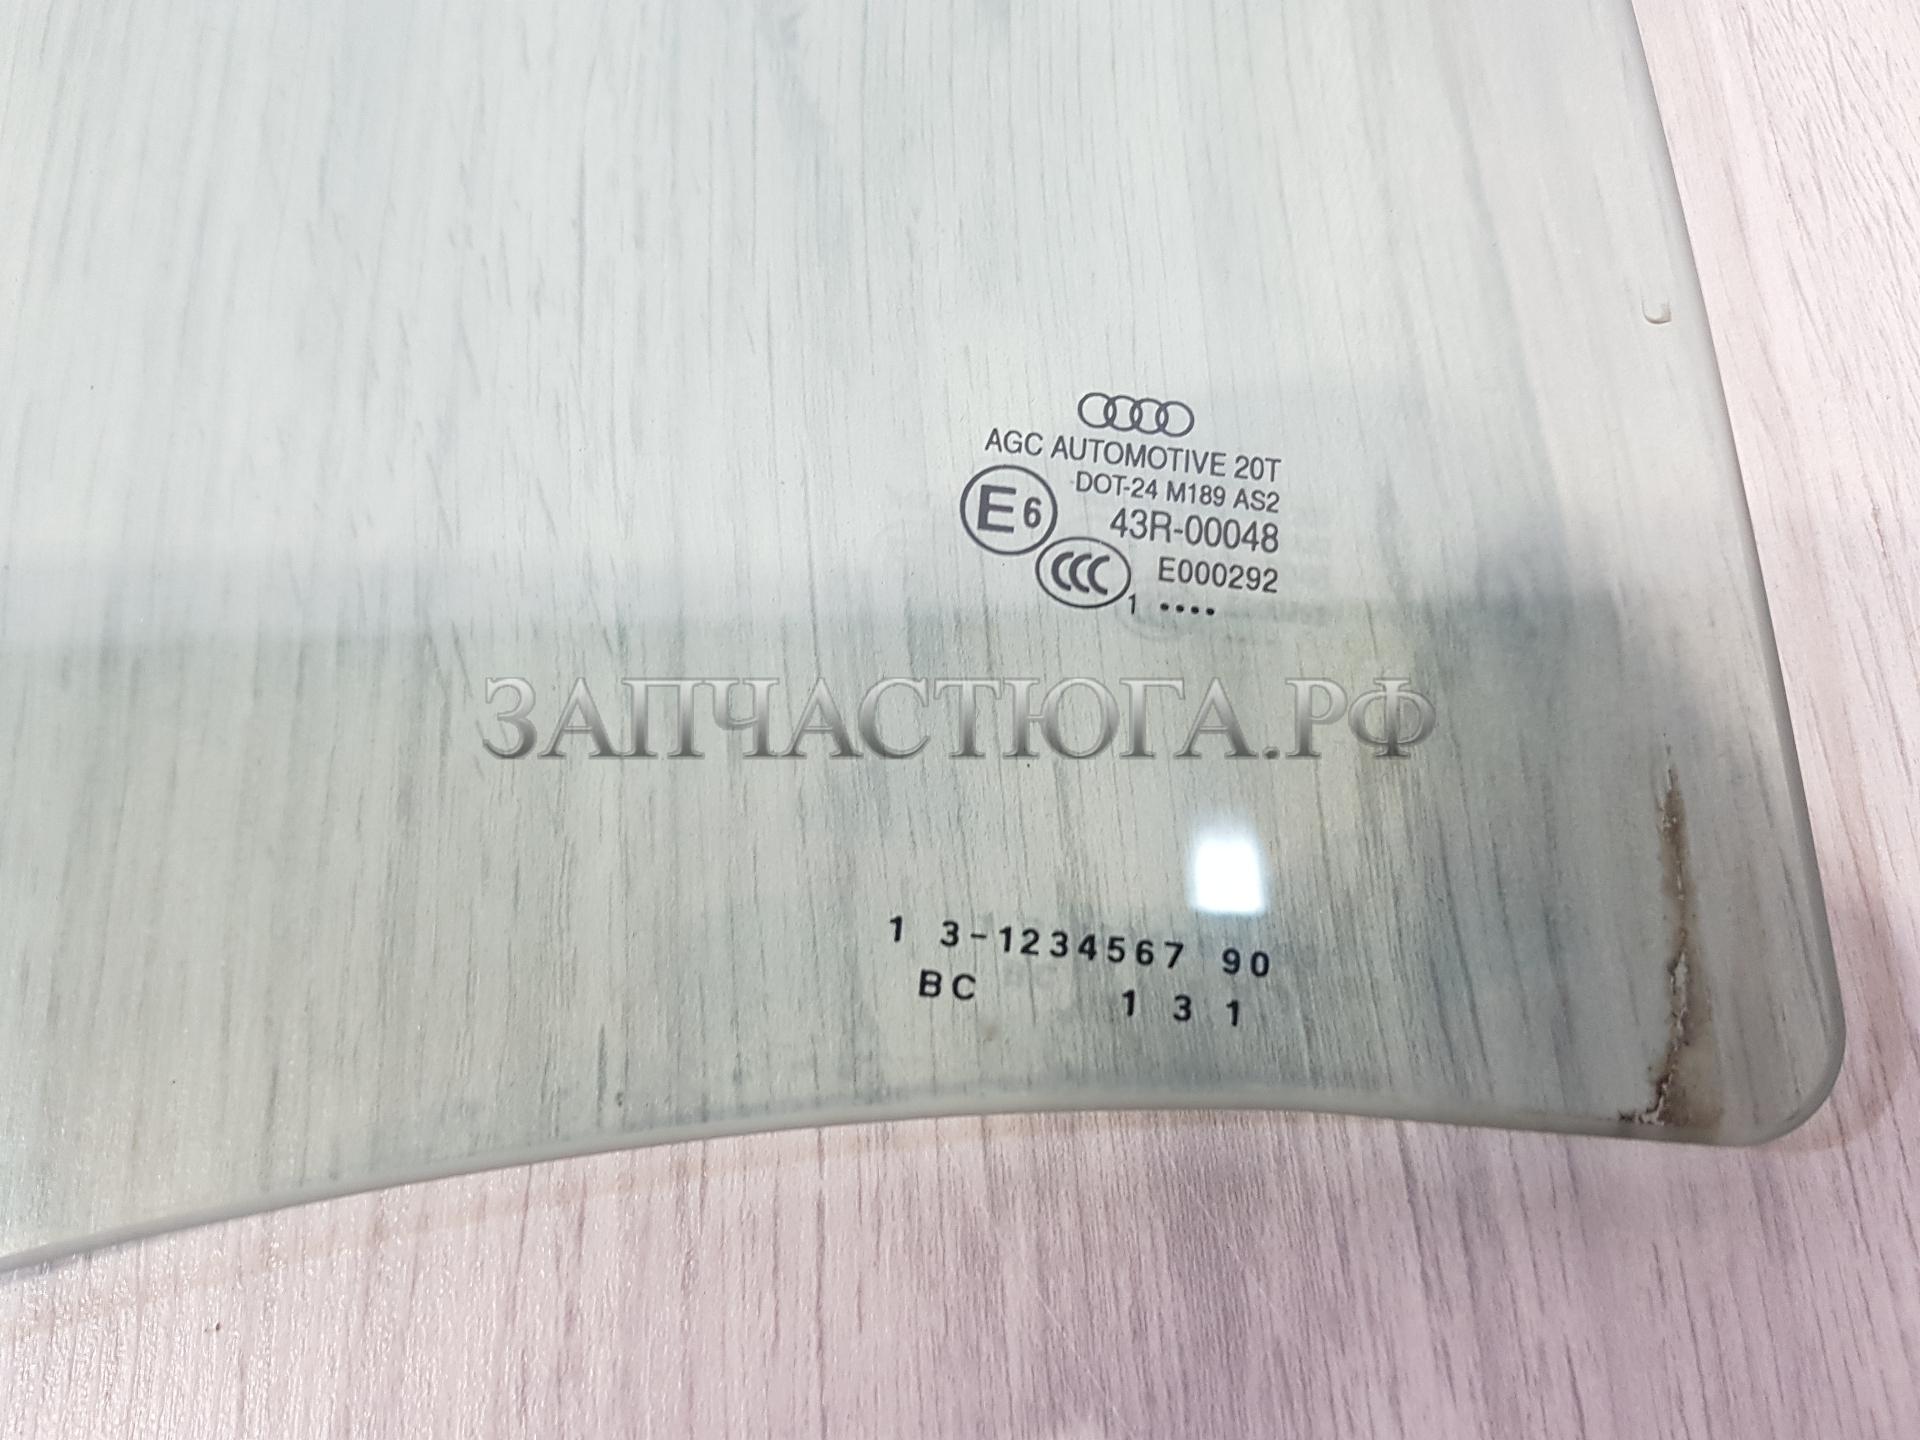 AGC AUTOMOTIVE 20T
DOT-24 M189 AS2
E6 43R-00048
CCC E000292
1 ••••
ЗАПЧАСТЮГА.РФ
1 3-1234567 90
BC 1 3 1